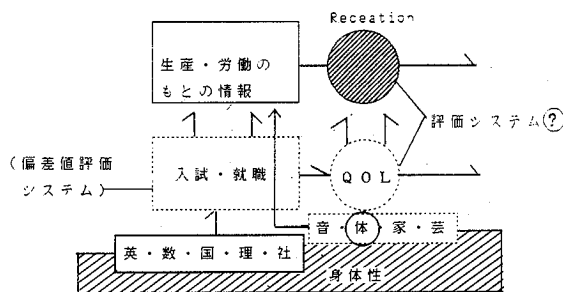 Receation
生産・労働の
もとの情報
評価システム?
(偏差値評価
システム)
入試・就職
QOL
音・体・家・芸
英・数・国・理・社
身体性